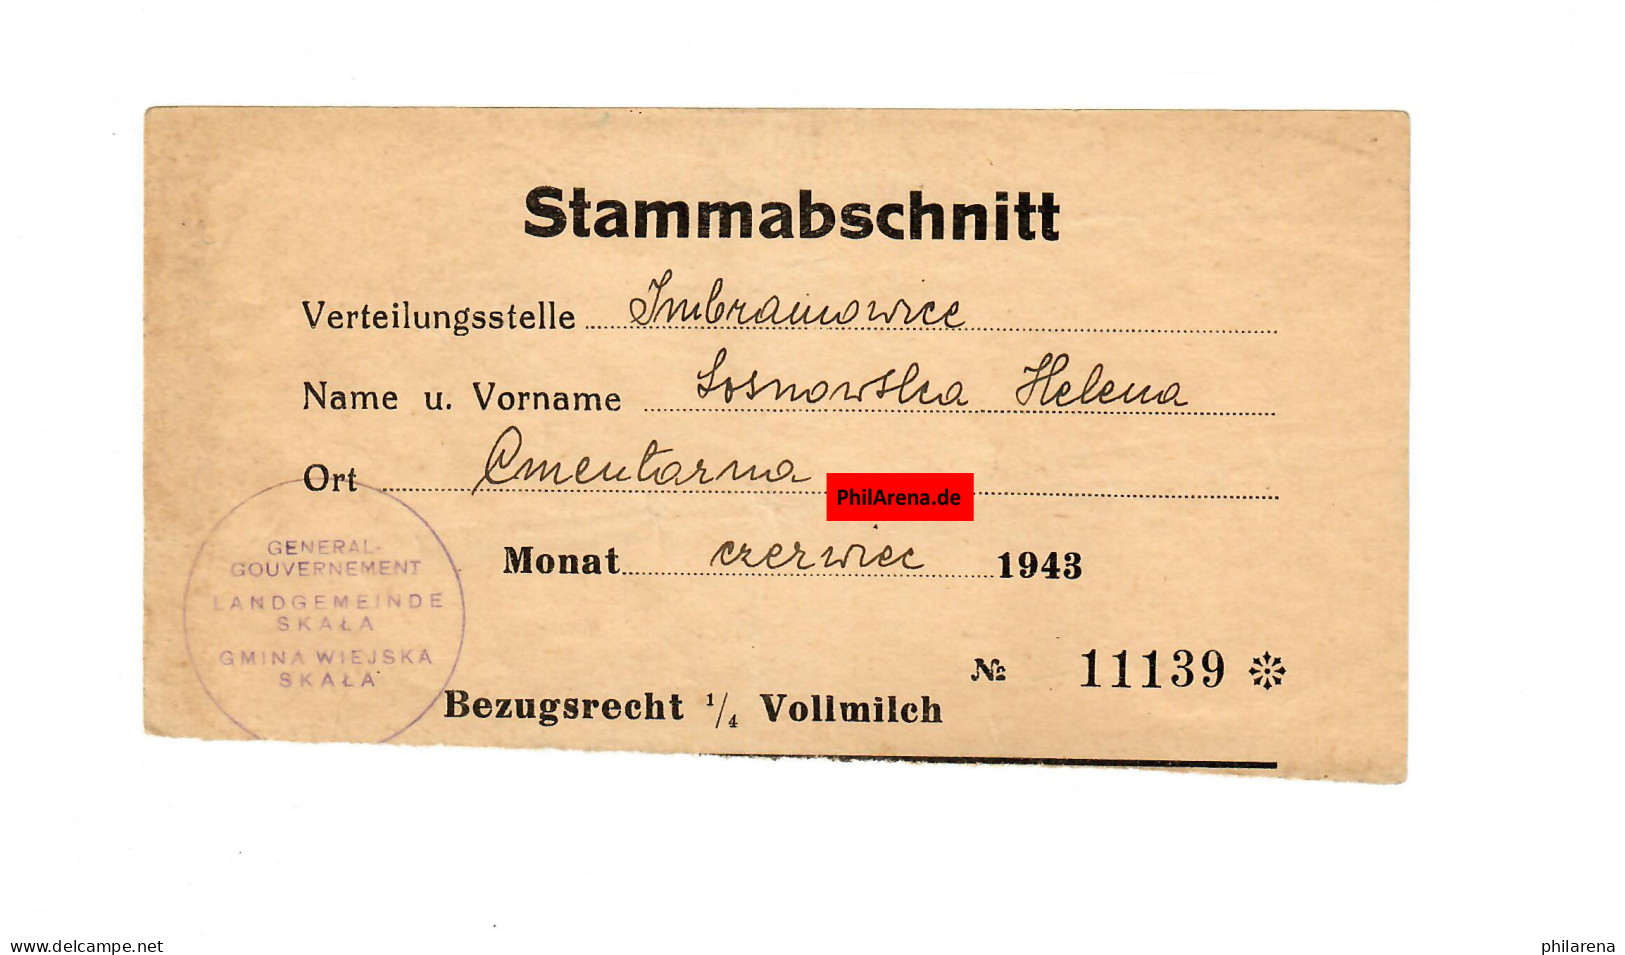 Stammabschnitt
Verteilungsstelle Imbramowice
Name u. Vorname Sosnowska Helena
Ort Cmentarna
PhilArena.de
Monat czerwiec 1943
GENERAL-
GOUVERNEMENT
LANDGEMEINDE
SKAŁA
GMINA WIEJSKA
SKAŁA
№ 11139
Bezugsrecht 1/4 Vollmilch
www.delcampe.net
philarena